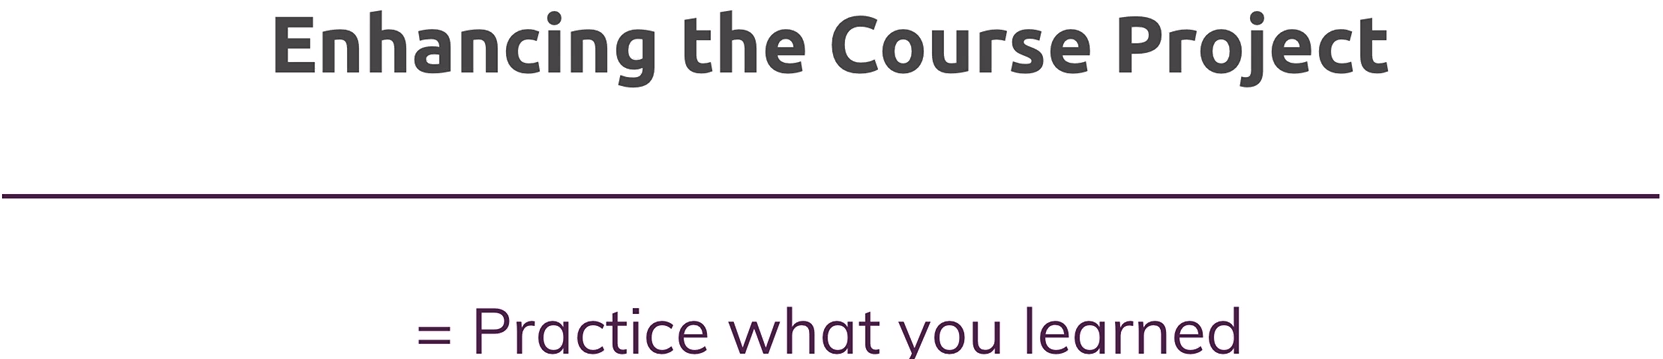 Enhancing the Course Project
= Practice what you learned